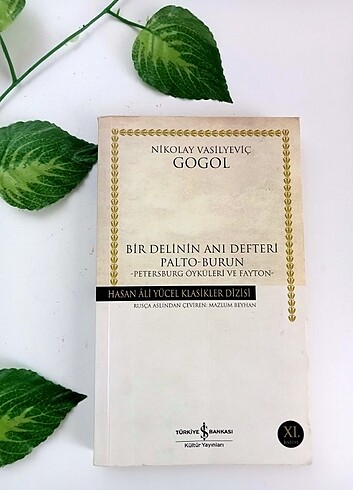 NİKOLAY VASİLYEVİÇ
GOGOL
BİR DELİNİN ANI DEFTERİ
PALTO-BURUN
-PETERSBURG ÖYKÜLERİ VE FAYTON-
HASAN ÂLİ YÜCEL KLASİKLER DİZİSİ
RUSÇA ASLINDAN ÇEVİREN: MAZLUM BEYHAN
TÜRKİYE İŞ BANKASI
Kültür Yayınları
XI.